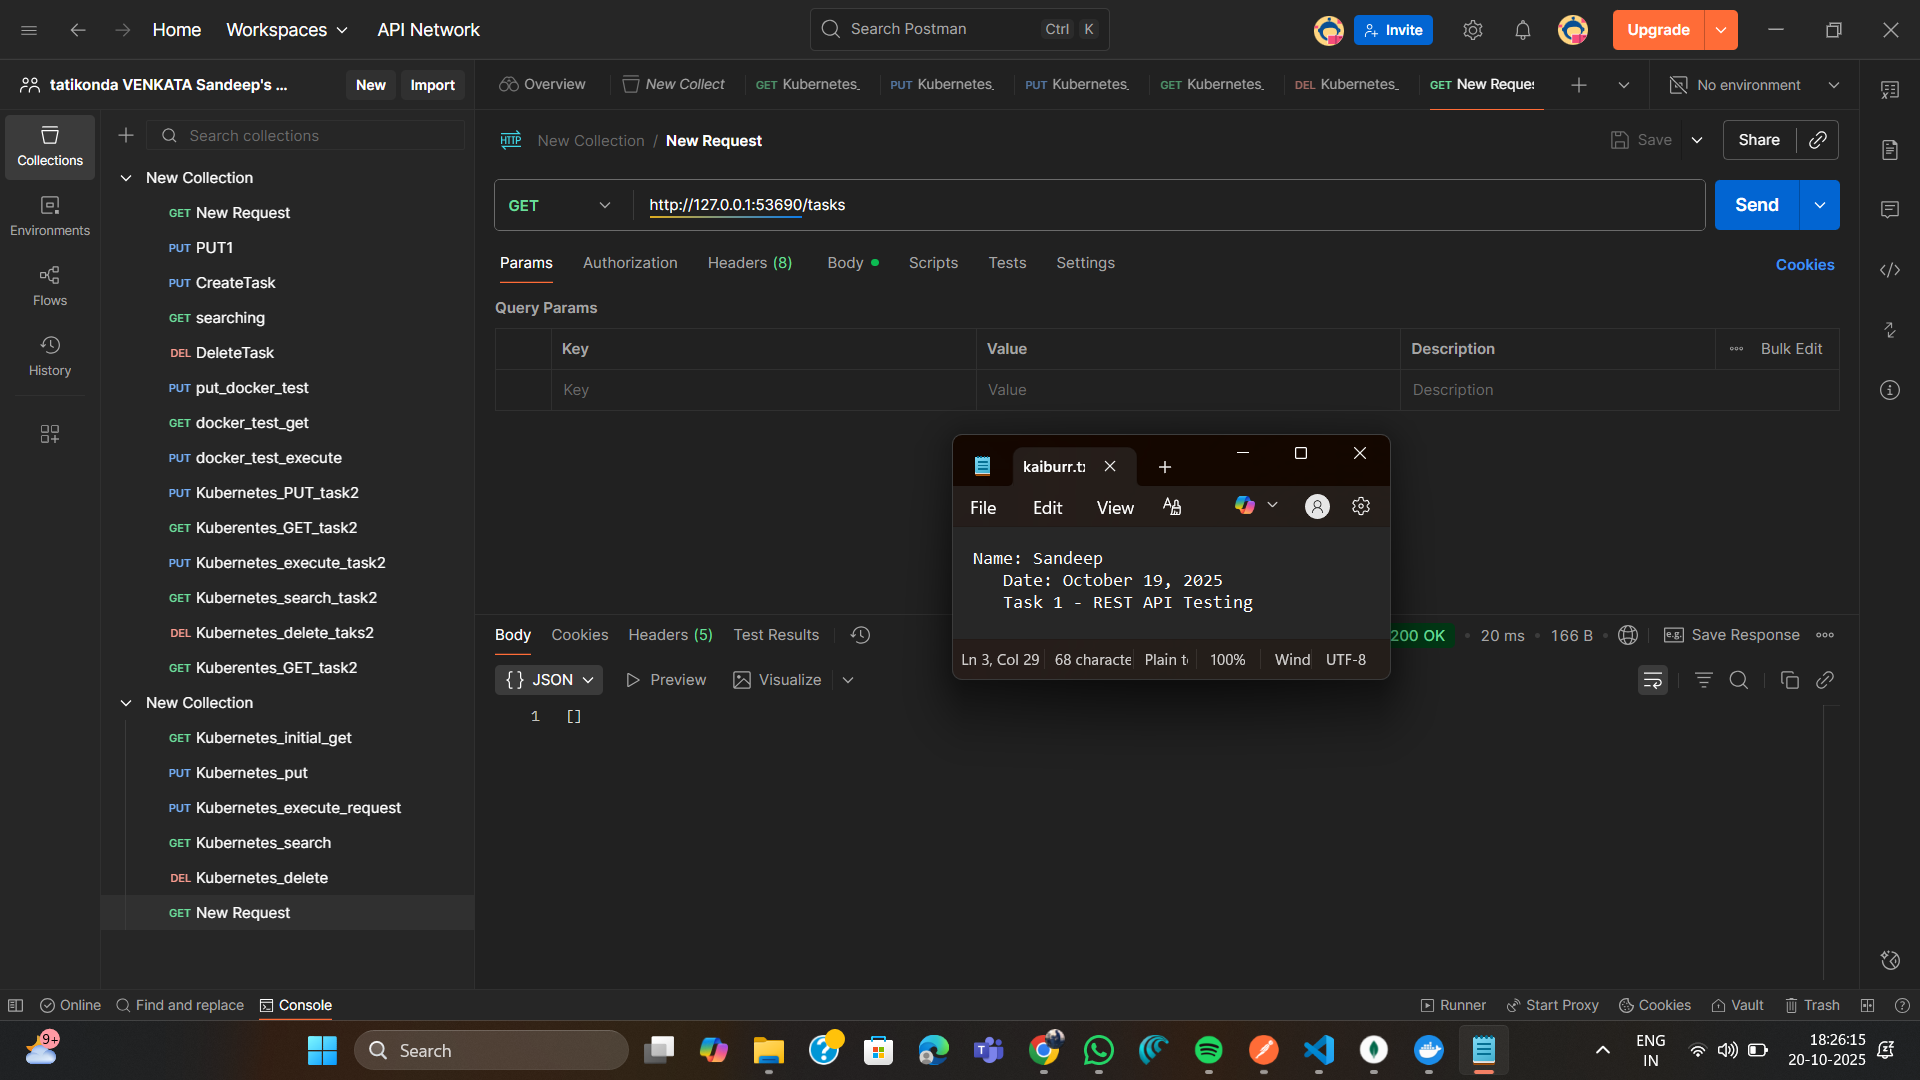 Home Workspaces API Network
Search Postman Ctrl K
Invite Upgrade
tatikonda VENKATA Sandeep's ... New Import
Overview New Collect GET Kubernetes_ PUT Kubernetes_ PUT Kubernetes_ GET Kubernetes_ DEL Kubernetes_ GET New Reque
No environment
Collections
Environments
Flows
History
Search collections
New Collection
GET New Request
PUT PUT1
PUT CreateTask
GET searching
DEL DeleteTask
PUT put_docker_test
GET docker_test_get
PUT docker_test_execute
PUT Kubernetes_PUT_task2
GET Kuberentes_GET_task2
PUT Kubernetes_execute_task2
GET Kubernetes_search_task2
DEL Kubernetes_delete_taks2
GET Kuberentes_GET_task2
New Collection
GET Kubernetes_initial_get
PUT Kubernetes_put
PUT Kubernetes_execute_request
GET Kubernetes_search
DEL Kubernetes_delete
GET New Request
HTTP New Collection / New Request
Save Share
GET http://127.0.0.1:53690/tasks Send
Params Authorization Headers (8) Body Scripts Tests Settings Cookies
Query Params
Key Value Description Bulk Edit
Key Value Description
kaiburr.t
File Edit View
Name: Sandeep
Date: October 19, 2025
Task 1 - REST API Testing
Ln 3, Col 29 68 characte Plain t 100% Wind UTF-8
Body Cookies Headers (5) Test Results 200 OK • 20 ms • 166 B e.g. Save Response
{} JSON Preview Visualize
1 []
Online Find and replace Console
Runner Start Proxy Cookies Vault Trash
9+
Search
ENG
IN
18:26:15
20-10-2025